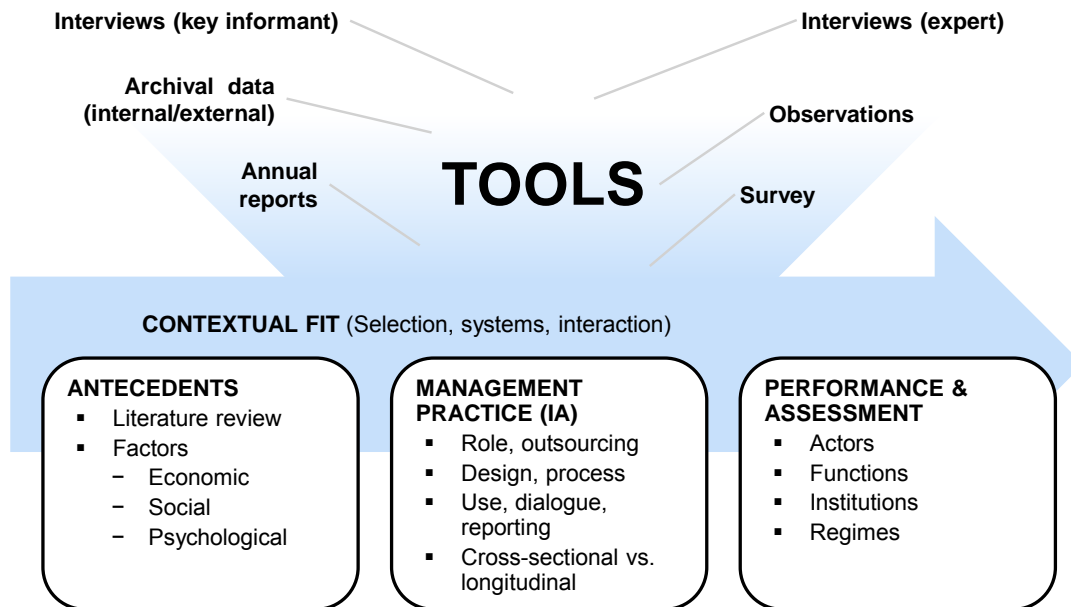 Interviews (key informant)
Interviews (expert)
Archival data
(internal/external)
Observations
TOOLS
Annual
reports
Survey
CONTEXTUAL FIT (Selection, systems, interaction)
ANTECEDENTS
▪ Literature review
▪ Factors
− Economic
− Social
− Psychological
MANAGEMENT
PRACTICE (IA)
▪ Role, outsourcing
▪ Design, process
▪ Use, dialogue,
reporting
▪ Cross-sectional vs.
longitudinal
PERFORMANCE &
ASSESSMENT
▪ Actors
▪ Functions
▪ Institutions
▪ Regimes